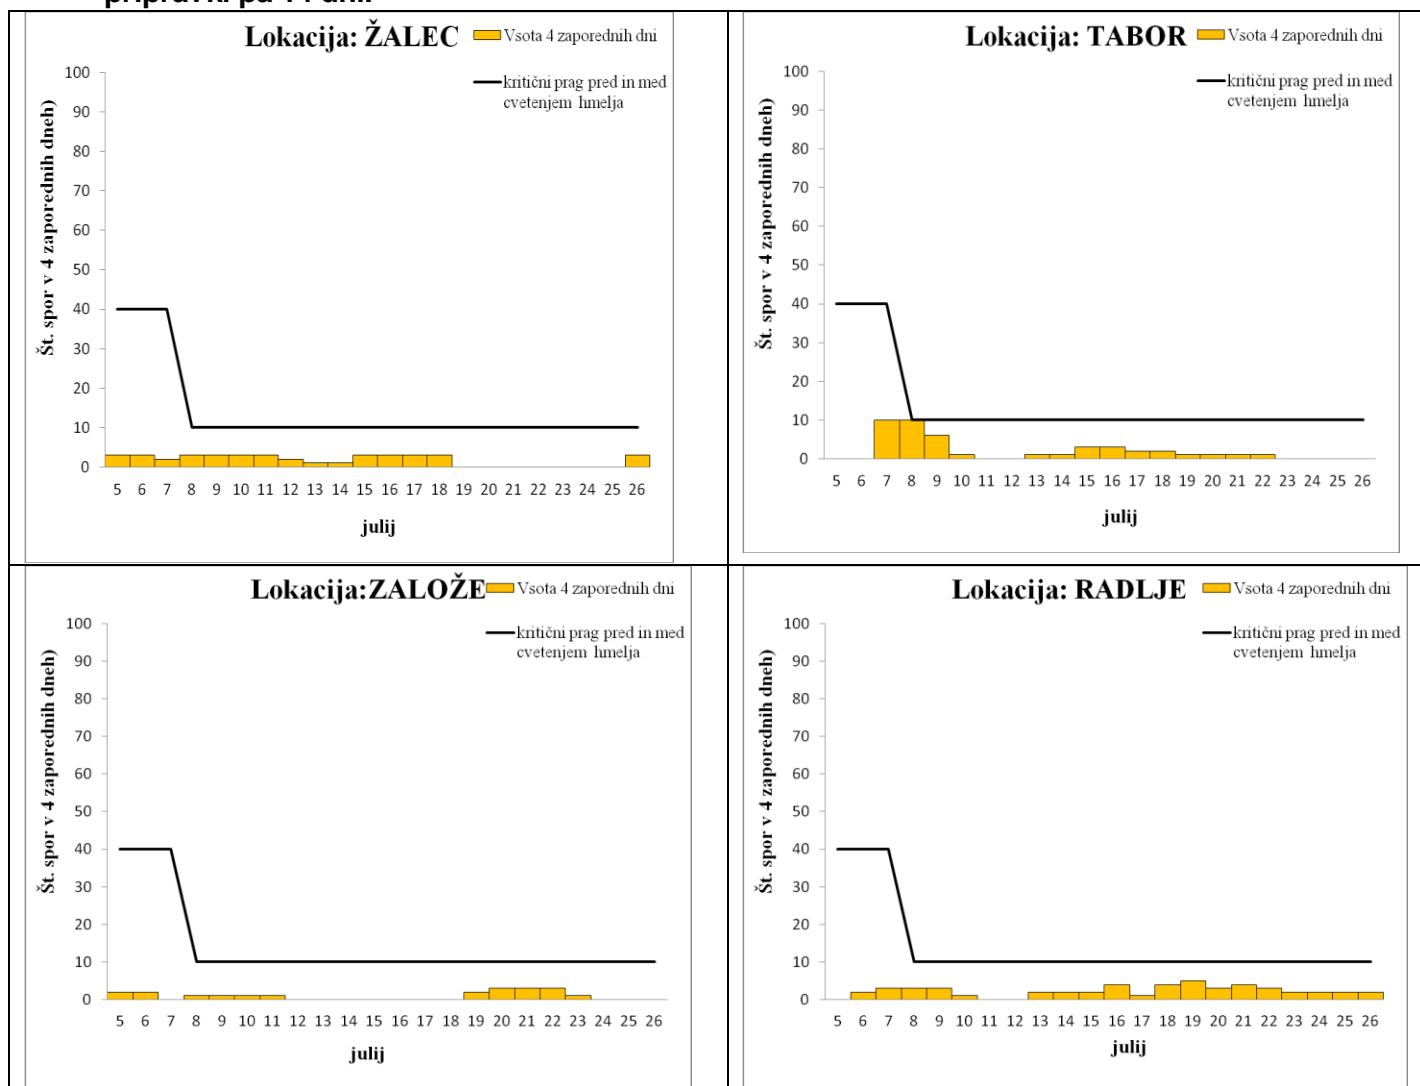 pripravki pa 14 dni.
Lokacija: ŽALEC
Vsota 4 zaporednih dni
kritični prag pred in med
cvetenjem hmelja
Št. spor v 4 zaporednih dneh)
100
90
80
70
60
50
40
30
20
10
0
5 6 7 8 9 10 11 12 13 14 15 16 17 18 19 20 21 22 23 24 25 26
julij
Lokacija: TABOR
Vsota 4 zaporednih dni
kritični prag pred in med
cvetenjem hmelja
Št. spor v 4 zaporednih dneh)
100
90
80
70
60
50
40
30
20
10
0
5 6 7 8 9 10 11 12 13 14 15 16 17 18 19 20 21 22 23 24 25 26
julij
Lokacija:ZALOŽE
Vsota 4 zaporednih dni
kritični prag pred in med
cvetenjem hmelja
Št. spor v 4 zaporednih dneh)
100
90
80
70
60
50
40
30
20
10
0
5 6 7 8 9 10 11 12 13 14 15 16 17 18 19 20 21 22 23 24 25 26
julij
Lokacija: RADLJE
Vsota 4 zaporednih dni
kritični prag pred in med
cvetenjem hmelja
Št. spor v 4 zaporednih dneh)
100
90
80
70
60
50
40
30
20
10
0
5 6 7 8 9 10 11 12 13 14 15 16 17 18 19 20 21 22 23 24 25 26
julij